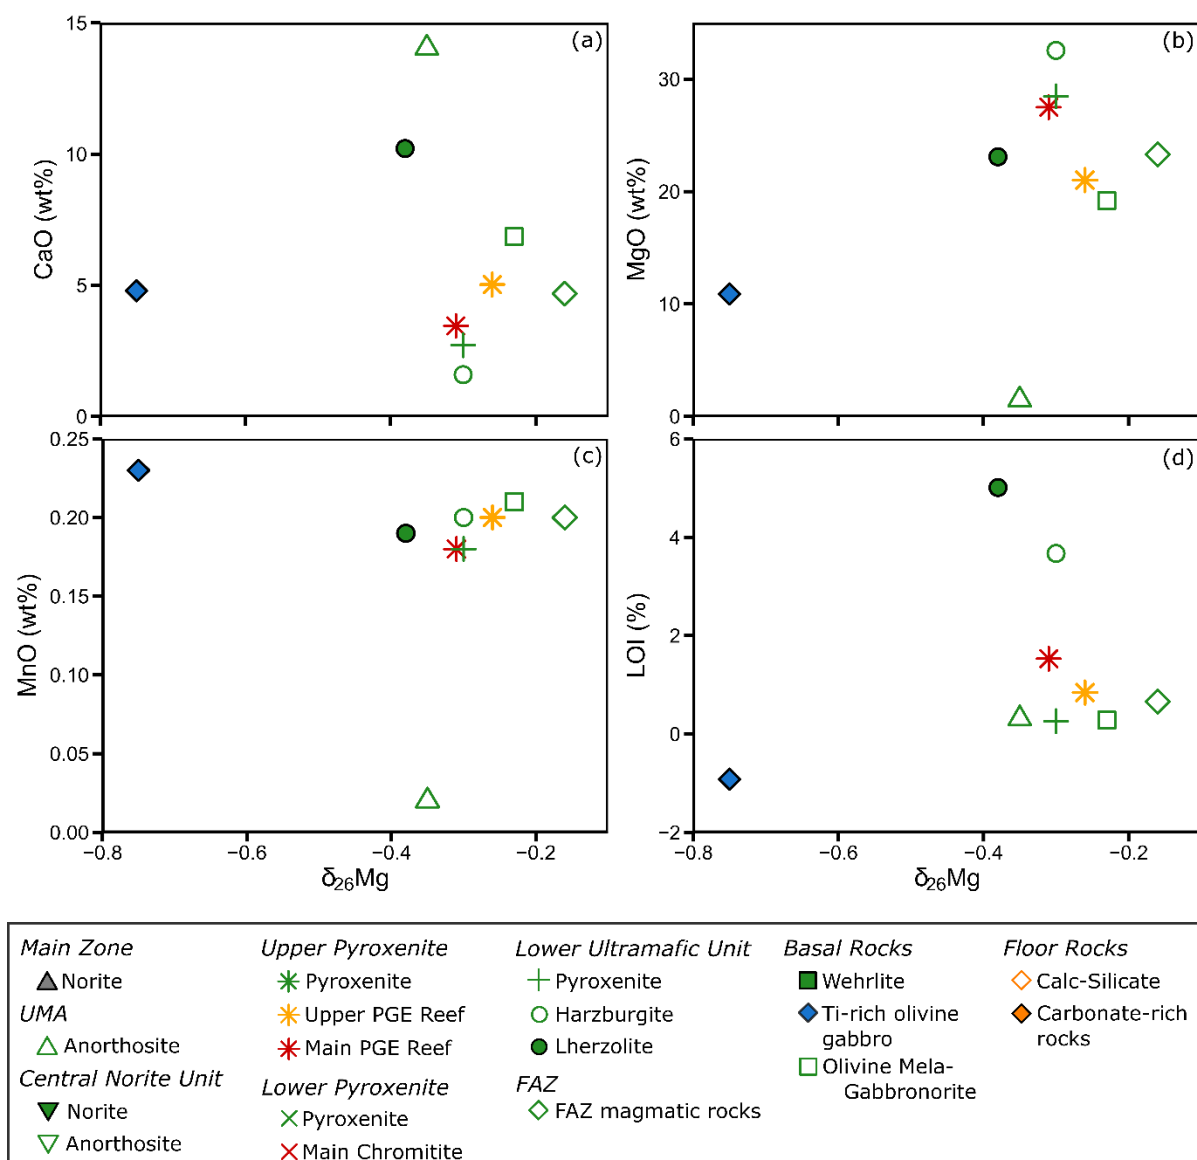 (a)
15
10
5
0
CaO (wt%)
(b)
30
20
10
0
MgO (wt%)
(c)
0.25
0.20
0.15
0.10
0.05
0.00
MnO (wt%)
−0.8 −0.6 −0.4 −0.2
δ₂₆Mg
(d)
6
4
2
0
−2
LOI (%)
−0.8 −0.6 −0.4 −0.2
δ₂₆Mg
Main Zone
Norite
UMA
Anorthosite
Central Norite Unit
Norite
Anorthosite
Upper Pyroxenite
Pyroxenite
Upper PGE Reef
Main PGE Reef
Lower Pyroxenite
Pyroxenite
Main Chromitite
Lower Ultramafic Unit
Pyroxenite
Harzburgite
Lherzolite
FAZ
FAZ magmatic rocks
Basal Rocks
Wehrlite
Ti-rich olivine
gabbro
Olivine Mela-
Gabbronorite
Floor Rocks
Calc-Silicate
Carbonate-rich
rocks